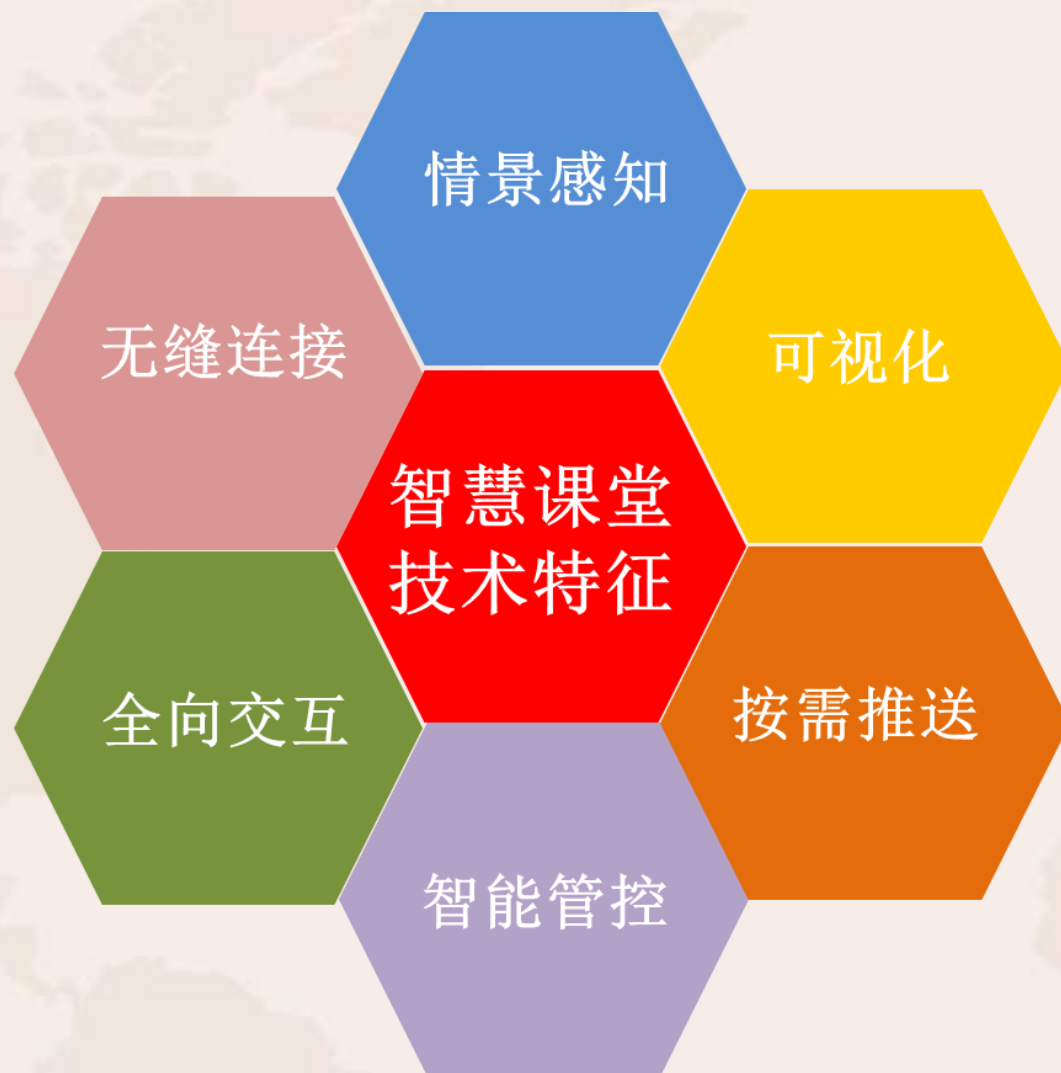 情景感知
无缝连接
可视化
智慧课堂
技术特征
全向交互
按需推送
智能管控